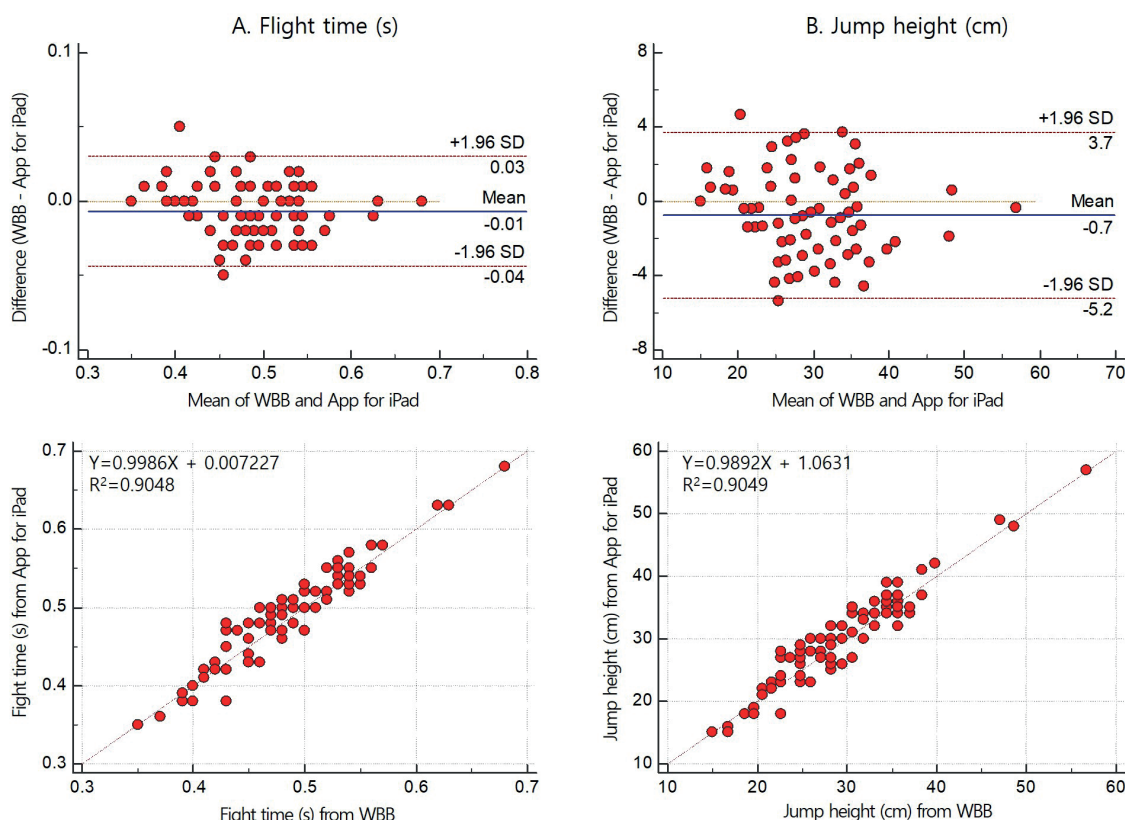 A. Flight time (s)
0.1
0.0
-0.1
Difference (WBB - App for iPad)
+1.96 SD
0.03
Mean
-0.01
-1.96 SD
-0.04
0.3
0.4
0.5
0.6
0.7
0.8
Mean of WBB and App for iPad
B. Jump height (cm)
8
4
0
-4
-8
Difference (WBB - App for iPad)
+1.96 SD
3.7
Mean
-0.7
-1.96 SD
-5.2
10
20
30
40
50
60
70
Mean of WBB and App for iPad
Y=0.9986X + 0.007227
R²=0.9048
0.7
0.6
0.5
0.4
0.3
Fight time (s) from App for iPad
0.3
0.4
0.5
0.6
0.7
Fight time (s) from WBB
Y=0.9892X + 1.0631
R²=0.9049
60
50
40
30
20
10
Jump height (cm) from App for iPad
10
20
30
40
50
60
Jump height (cm) from WBB